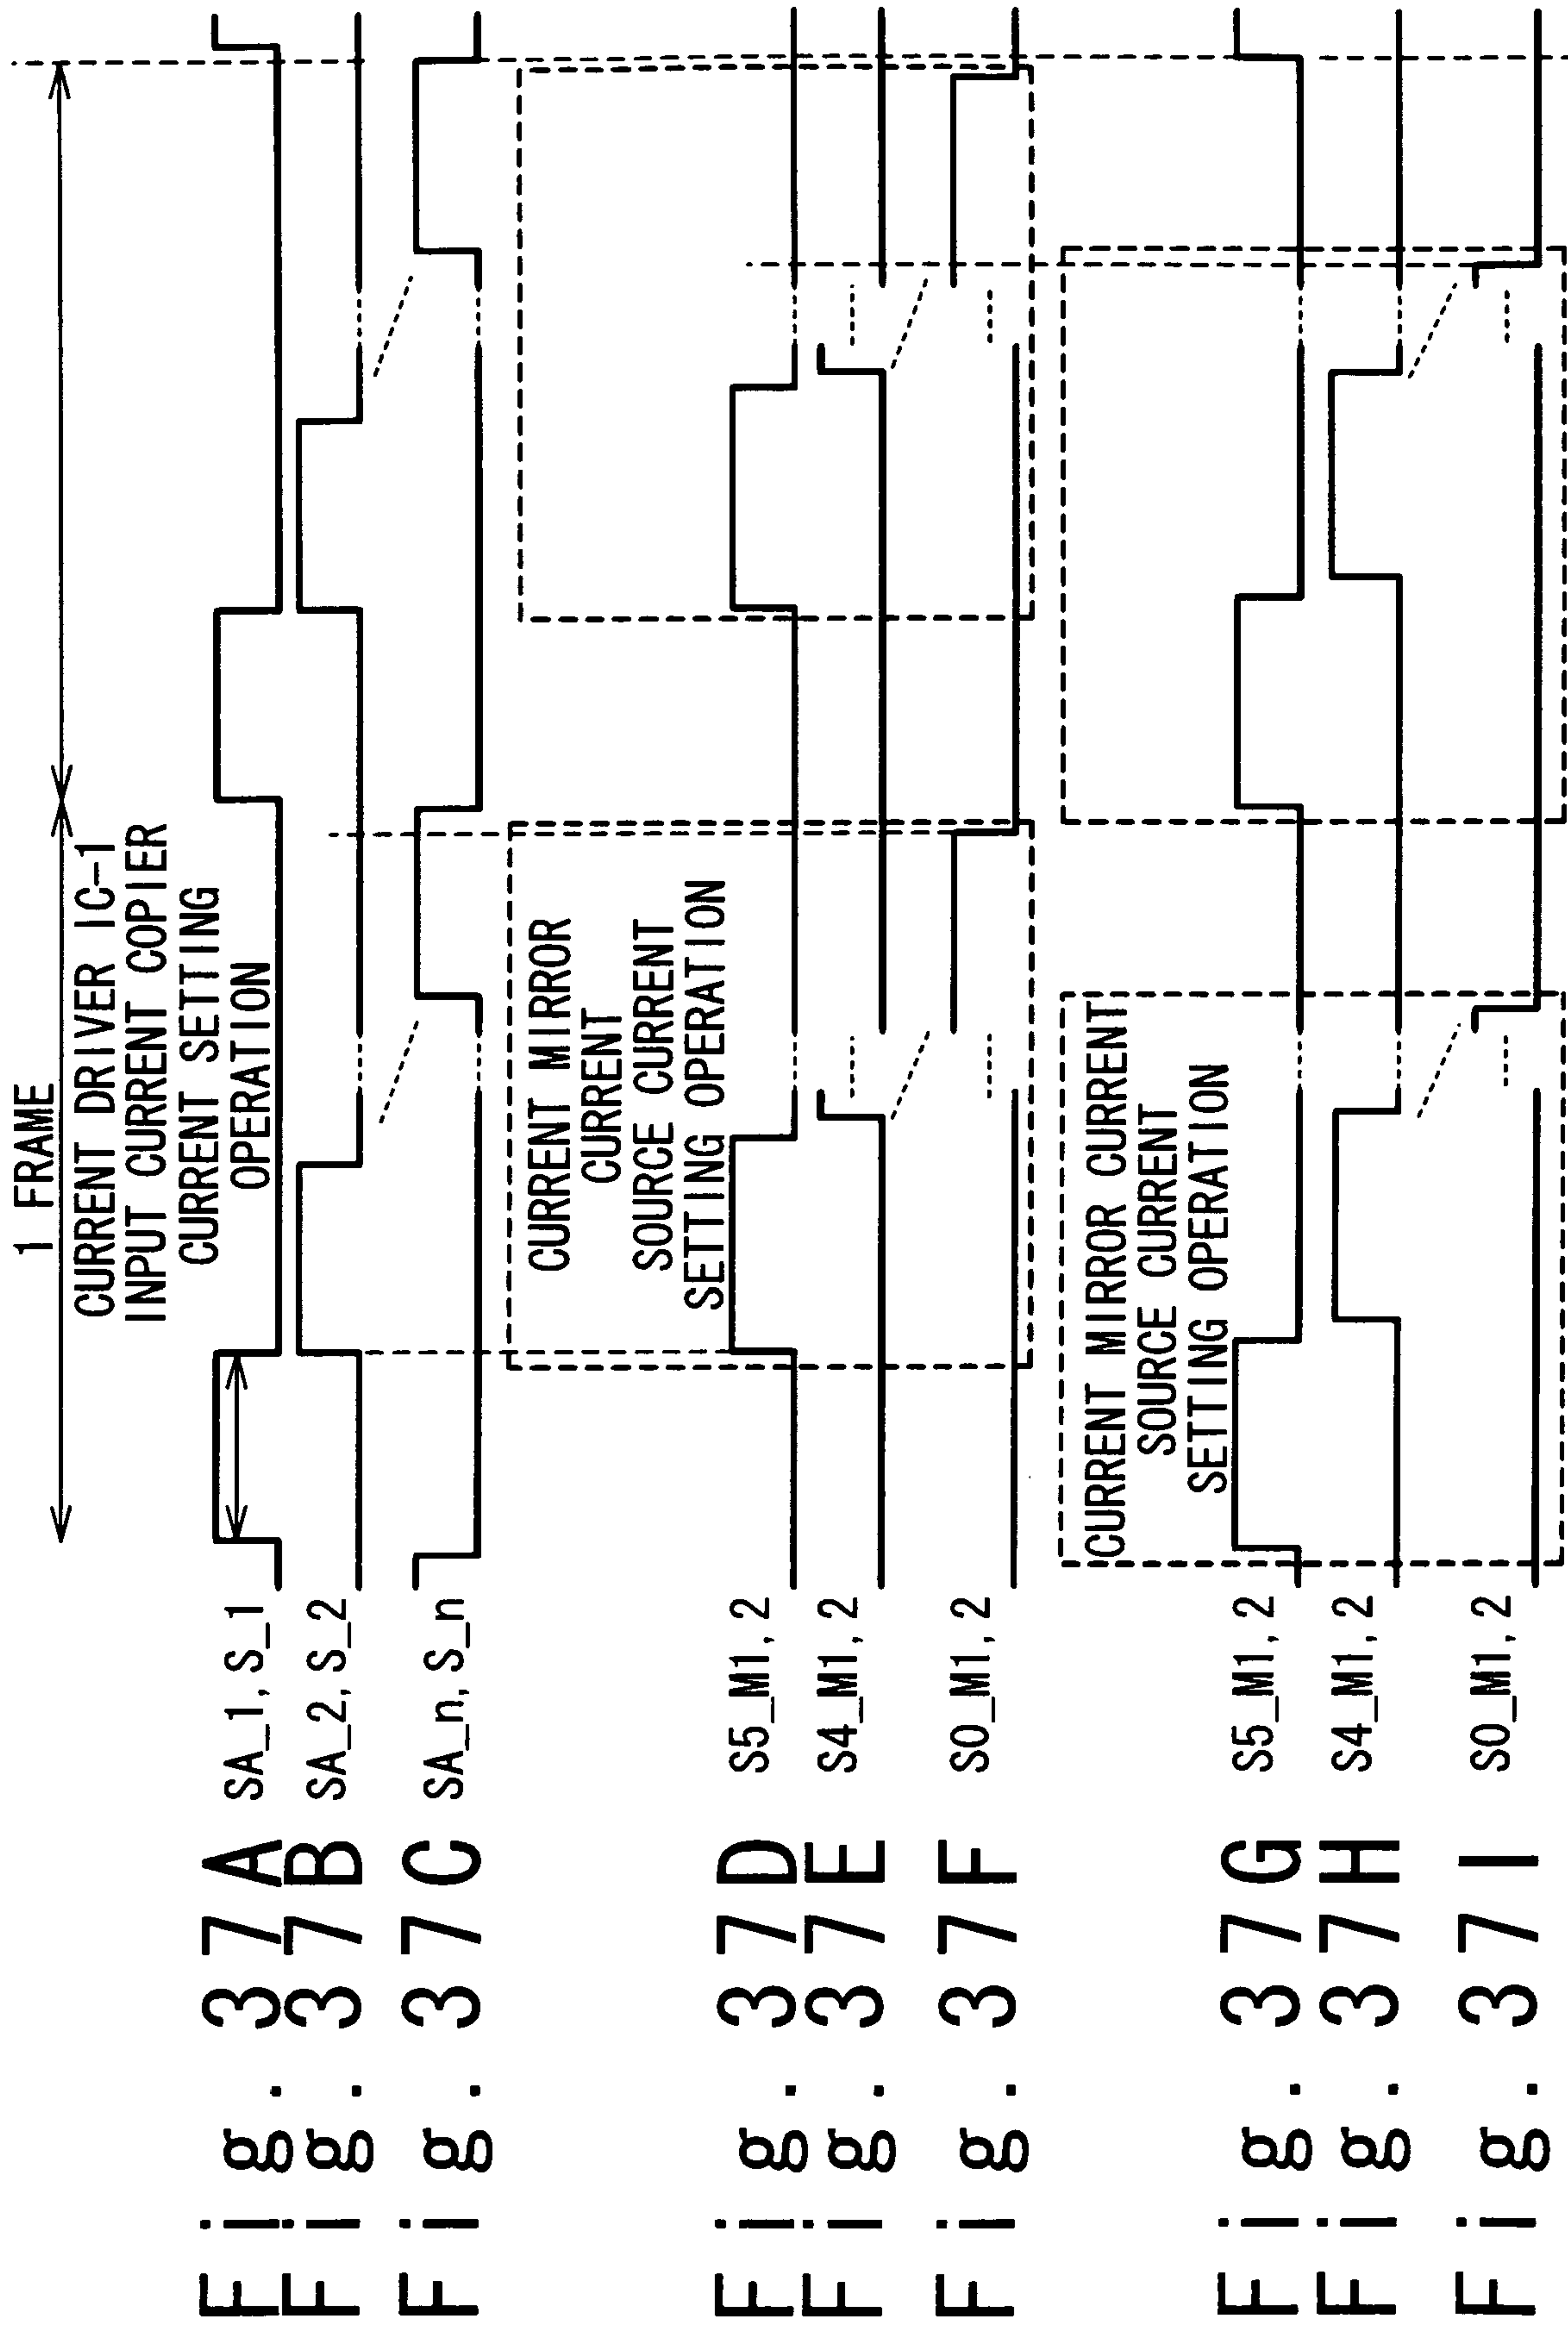 1 FRAME
CURRENT DRIVER IC-1
INPUT CURRENT COPIER
CURRENT SETTING
OPERATION
Fig. 37A SA_1, S_1
Fig. 37B SA_2, S_2
Fig. 37C SA_n, S_n
CURRENT MIRROR
CURRENT
SOURCE CURRENT
SETTING OPERATION
Fig. 37D S5_M1, 2
Fig. 37E S4_M1, 2
Fig. 37F S0_M1, 2
CURRENT MIRROR CURRENT
SOURCE CURRENT
SETTING OPERATION
Fig. 37G S5_M1, 2
Fig. 37H S4_M1, 2
Fig. 37I S0_M1, 2